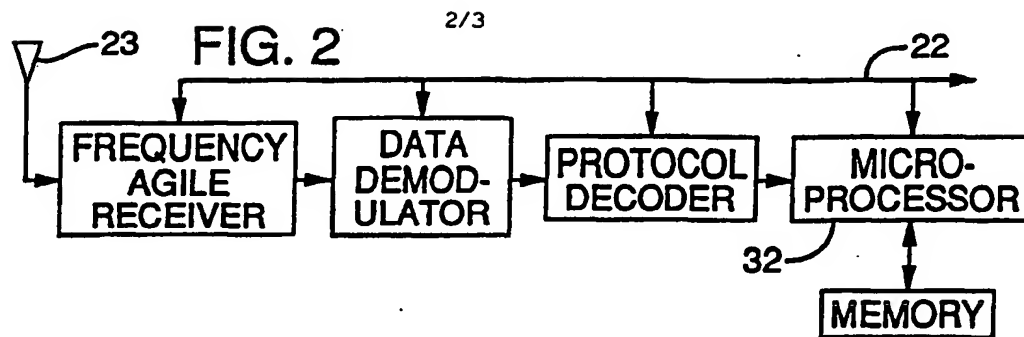 2/3
23
FIG. 2
22
FREQUENCY
AGILE
RECEIVER
DATA
DEMOD-
ULATOR
PROTOCOL
DECODER
MICRO-
PROCESSOR
32
MEMORY